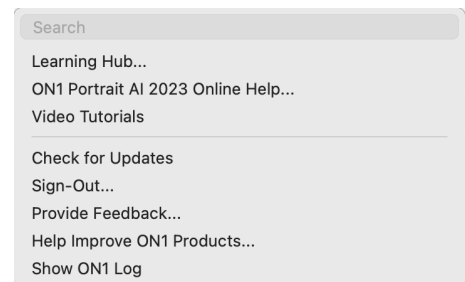 Search
Learning Hub...
ON1 Portrait AI 2023 Online Help...
Video Tutorials
Check for Updates
Sign-Out...
Provide Feedback...
Help Improve ON1 Products...
Show ON1 Log